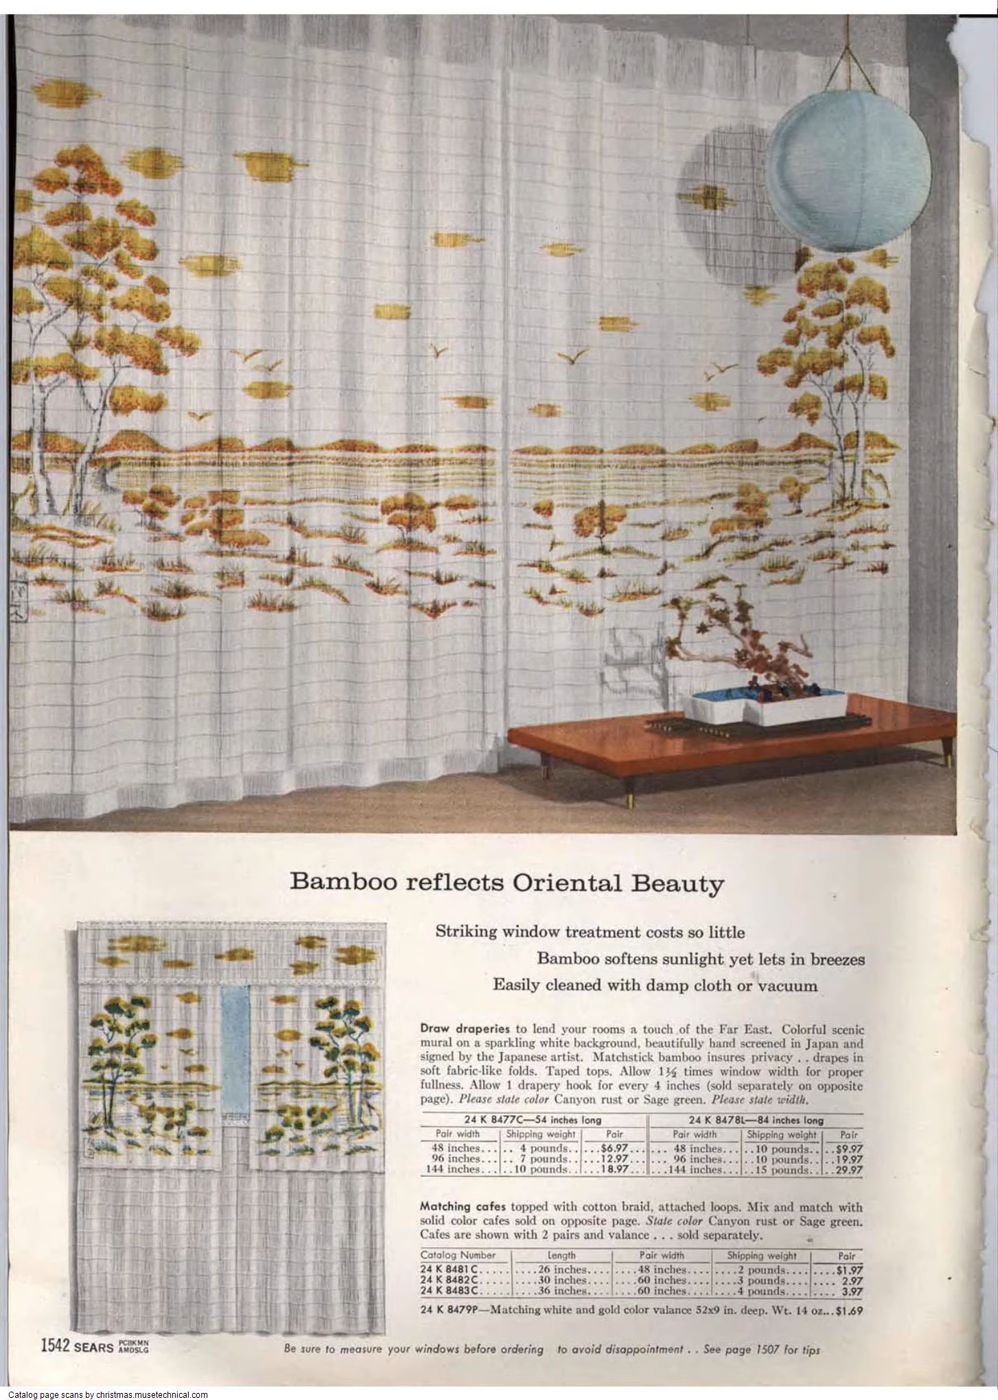 Bamboo reflects Oriental Beauty
Striking window treatment costs so little
Bamboo softens sunlight yet lets in breezes
Easily cleaned with damp cloth or vacuum
Draw draperies to lend your rooms a touch of the Far East. Colorful scenic
mural on a sparkling white background, beautifully hand screened in Japan and
signed by the Japanese artist. Matchstick bamboo insures privacy . . drapes in
soft fabric-like folds. Taped tops. Allow 1½ times window width for proper
fullness. Allow 1 drapery hook for every 4 inches (sold separately on opposite
page). Please state color Canyon rust or Sage green. Please state width.
24 K 8477C—54 inches long 24 K 8478L—84 inches long
Pair width Shipping weight Pair Pair width Shipping weight Pair
48 inches... .. 4 pounds.. ...$6.97... ... 48 inches... ..10 pounds.. ..$9.97
96 inches... .. 7 pounds.. ...12.97... ... 96 inches... ..10 pounds.. ..19.97
144 inches... ..10 pounds.. ...18.97... ...144 inches... ..15 pounds.. ..29.97
Matching cafes topped with cotton braid, attached loops. Mix and match with
solid color cafes sold on opposite page. State color Canyon rust or Sage green.
Cafes are shown with 2 pairs and valance . . . sold separately.
Catalog Number Length Pair width Shipping weight Pair
24 K 8481C..... ....26 inches.... ....48 inches.... ....2 pounds.... ....$1.97
24 K 8482C..... ....30 inches.... ....60 inches.... ....3 pounds.... .... 2.97
24 K 8483C..... ....36 inches.... ....60 inches.... ....4 pounds.... .... 3.97
24 K 8479P—Matching white and gold color valance 52x9 in. deep. Wt. 14 oz...$1.69
1542 SEARS PCBKMN AMDSLG
Be sure to measure your windows before ordering to avoid disappointment . . See page 1507 for tips
Catalog page scans by christmas.musetechnical.com